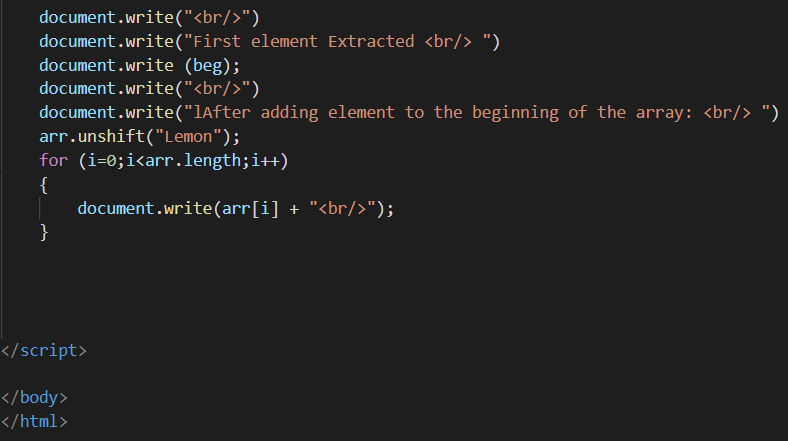 document.write("<br/>")
document.write("First element Extracted <br/> ")
document.write (beg);
document.write("<br/>")
document.write("lAfter adding element to the beginning of the array: <br/> ")
arr.unshift("Lemon");
for (i=0;i<arr.length;i++)
{
document.write(arr[i] + "<br/>");
}
</script>
</body>
</html>